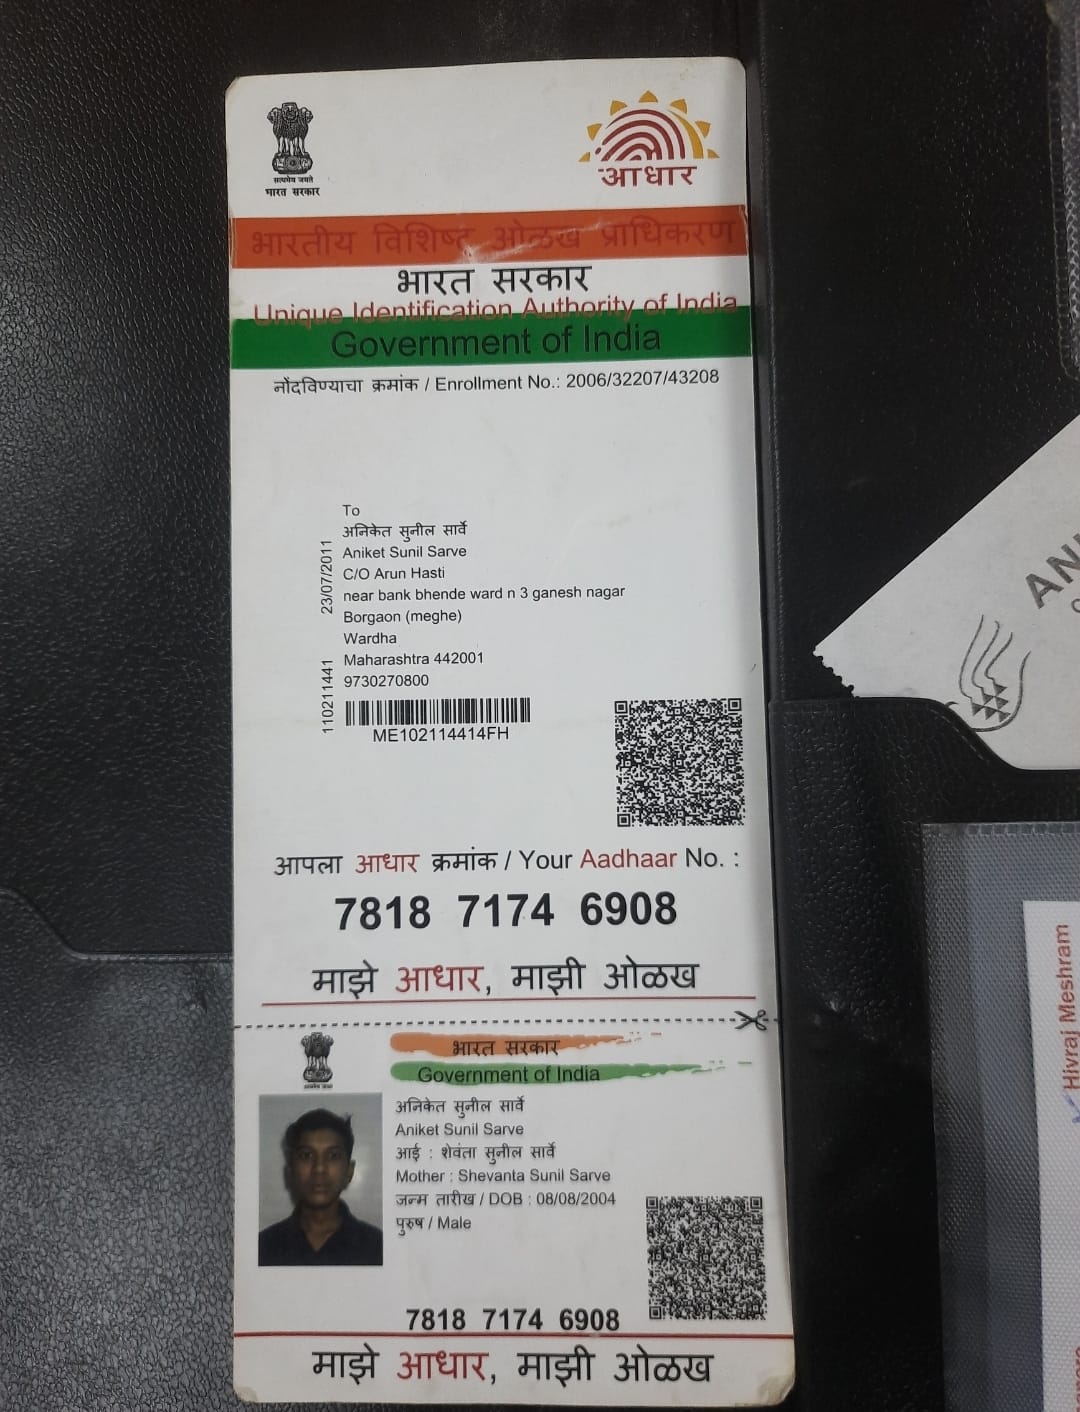 सत्यमेव जयते
भारत सरकार
आधार
भारतीय विशिष्ट ओळख प्राधिकरण
भारत सरकार
Unique Identification Authority of India
Government of India
नोंदविण्याचा क्रमांक / Enrollment No.: 2006/32207/43208
To
अनिकेत सुनील सार्वे
Aniket Sunil Sarve
C/O Arun Hasti
near bank bhende ward n 3 ganesh nagar
Borgaon (meghe)
Wardha
Maharashtra 442001
9730270800
23/07/2011
110211441
ME102114414FH
आपला आधार क्रमांक / Your Aadhaar No. :
7818 7174 6908
माझे आधार, माझी ओळख
भारत सरकार
Government of India
अनिकेत सुनील सार्वे
Aniket Sunil Sarve
आई : शेवंता सुनील सार्वे
Mother : Shevanta Sunil Sarve
जन्म तारीख / DOB : 08/08/2004
पुरुष / Male
7818 7174 6908
माझे आधार, माझी ओळख
Hivraj Meshram